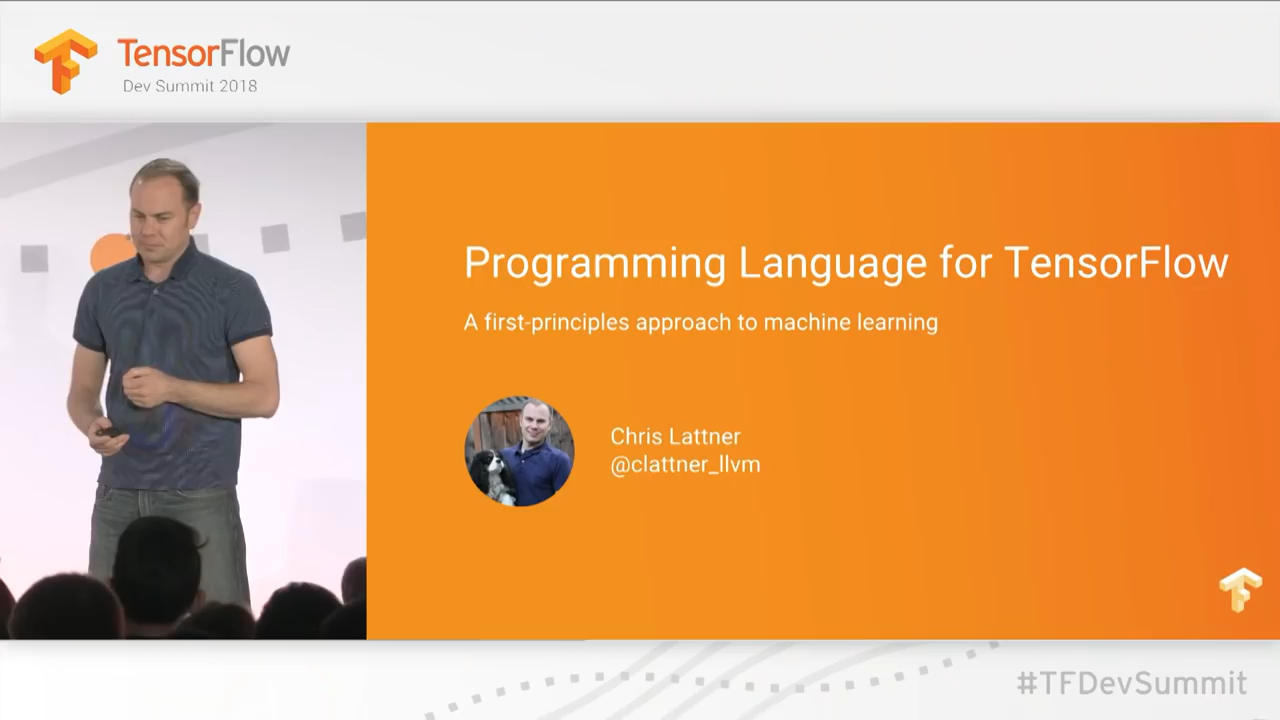 TensorFlow
Dev Summit 2018
Programming Language for TensorFlow
A first-principles approach to machine learning
Chris Lattner
@clattner_llvm
#TFDevSummit